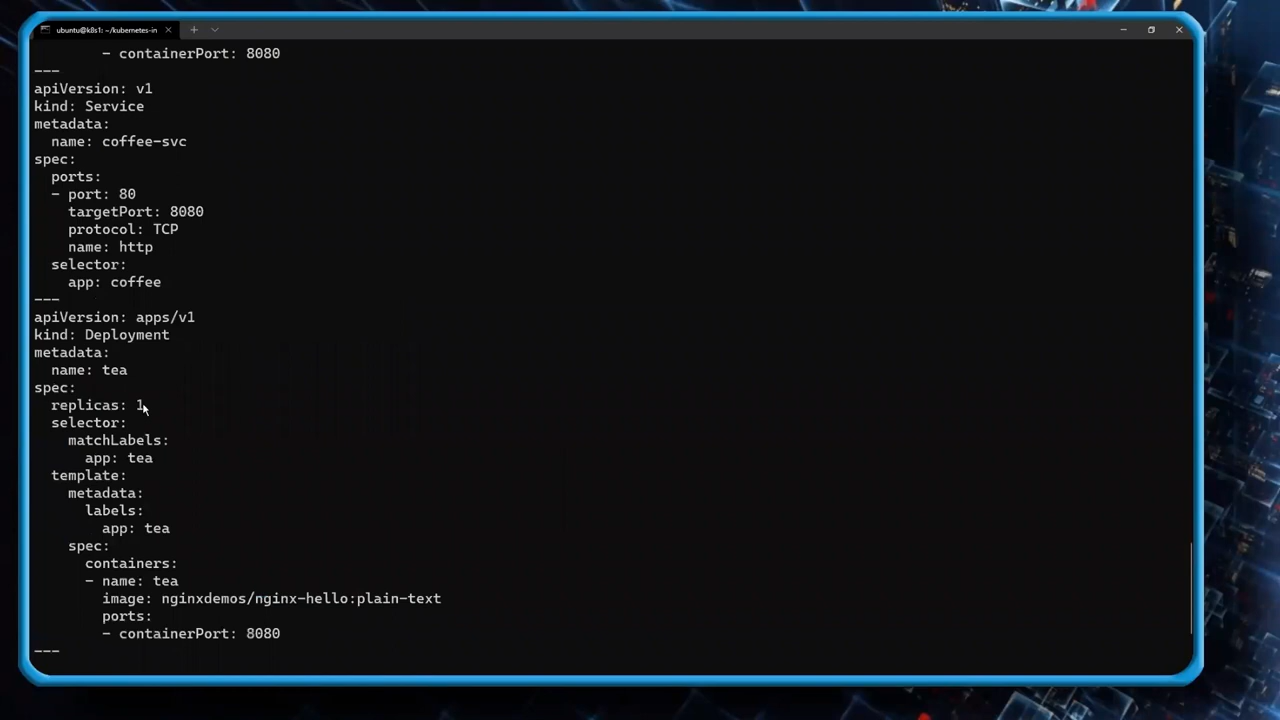 ubuntu@k8s1: ~/kubernetes-in
- containerPort: 8080
---
apiVersion: v1
kind: Service
metadata:
  name: coffee-svc
spec:
  ports:
  - port: 80
    targetPort: 8080
    protocol: TCP
    name: http
  selector:
    app: coffee
---
apiVersion: apps/v1
kind: Deployment
metadata:
  name: tea
spec:
  replicas: 1
  selector:
    matchLabels:
      app: tea
  template:
    metadata:
      labels:
        app: tea
    spec:
      containers:
      - name: tea
        image: nginxdemos/nginx-hello:plain-text
        ports:
        - containerPort: 8080
---